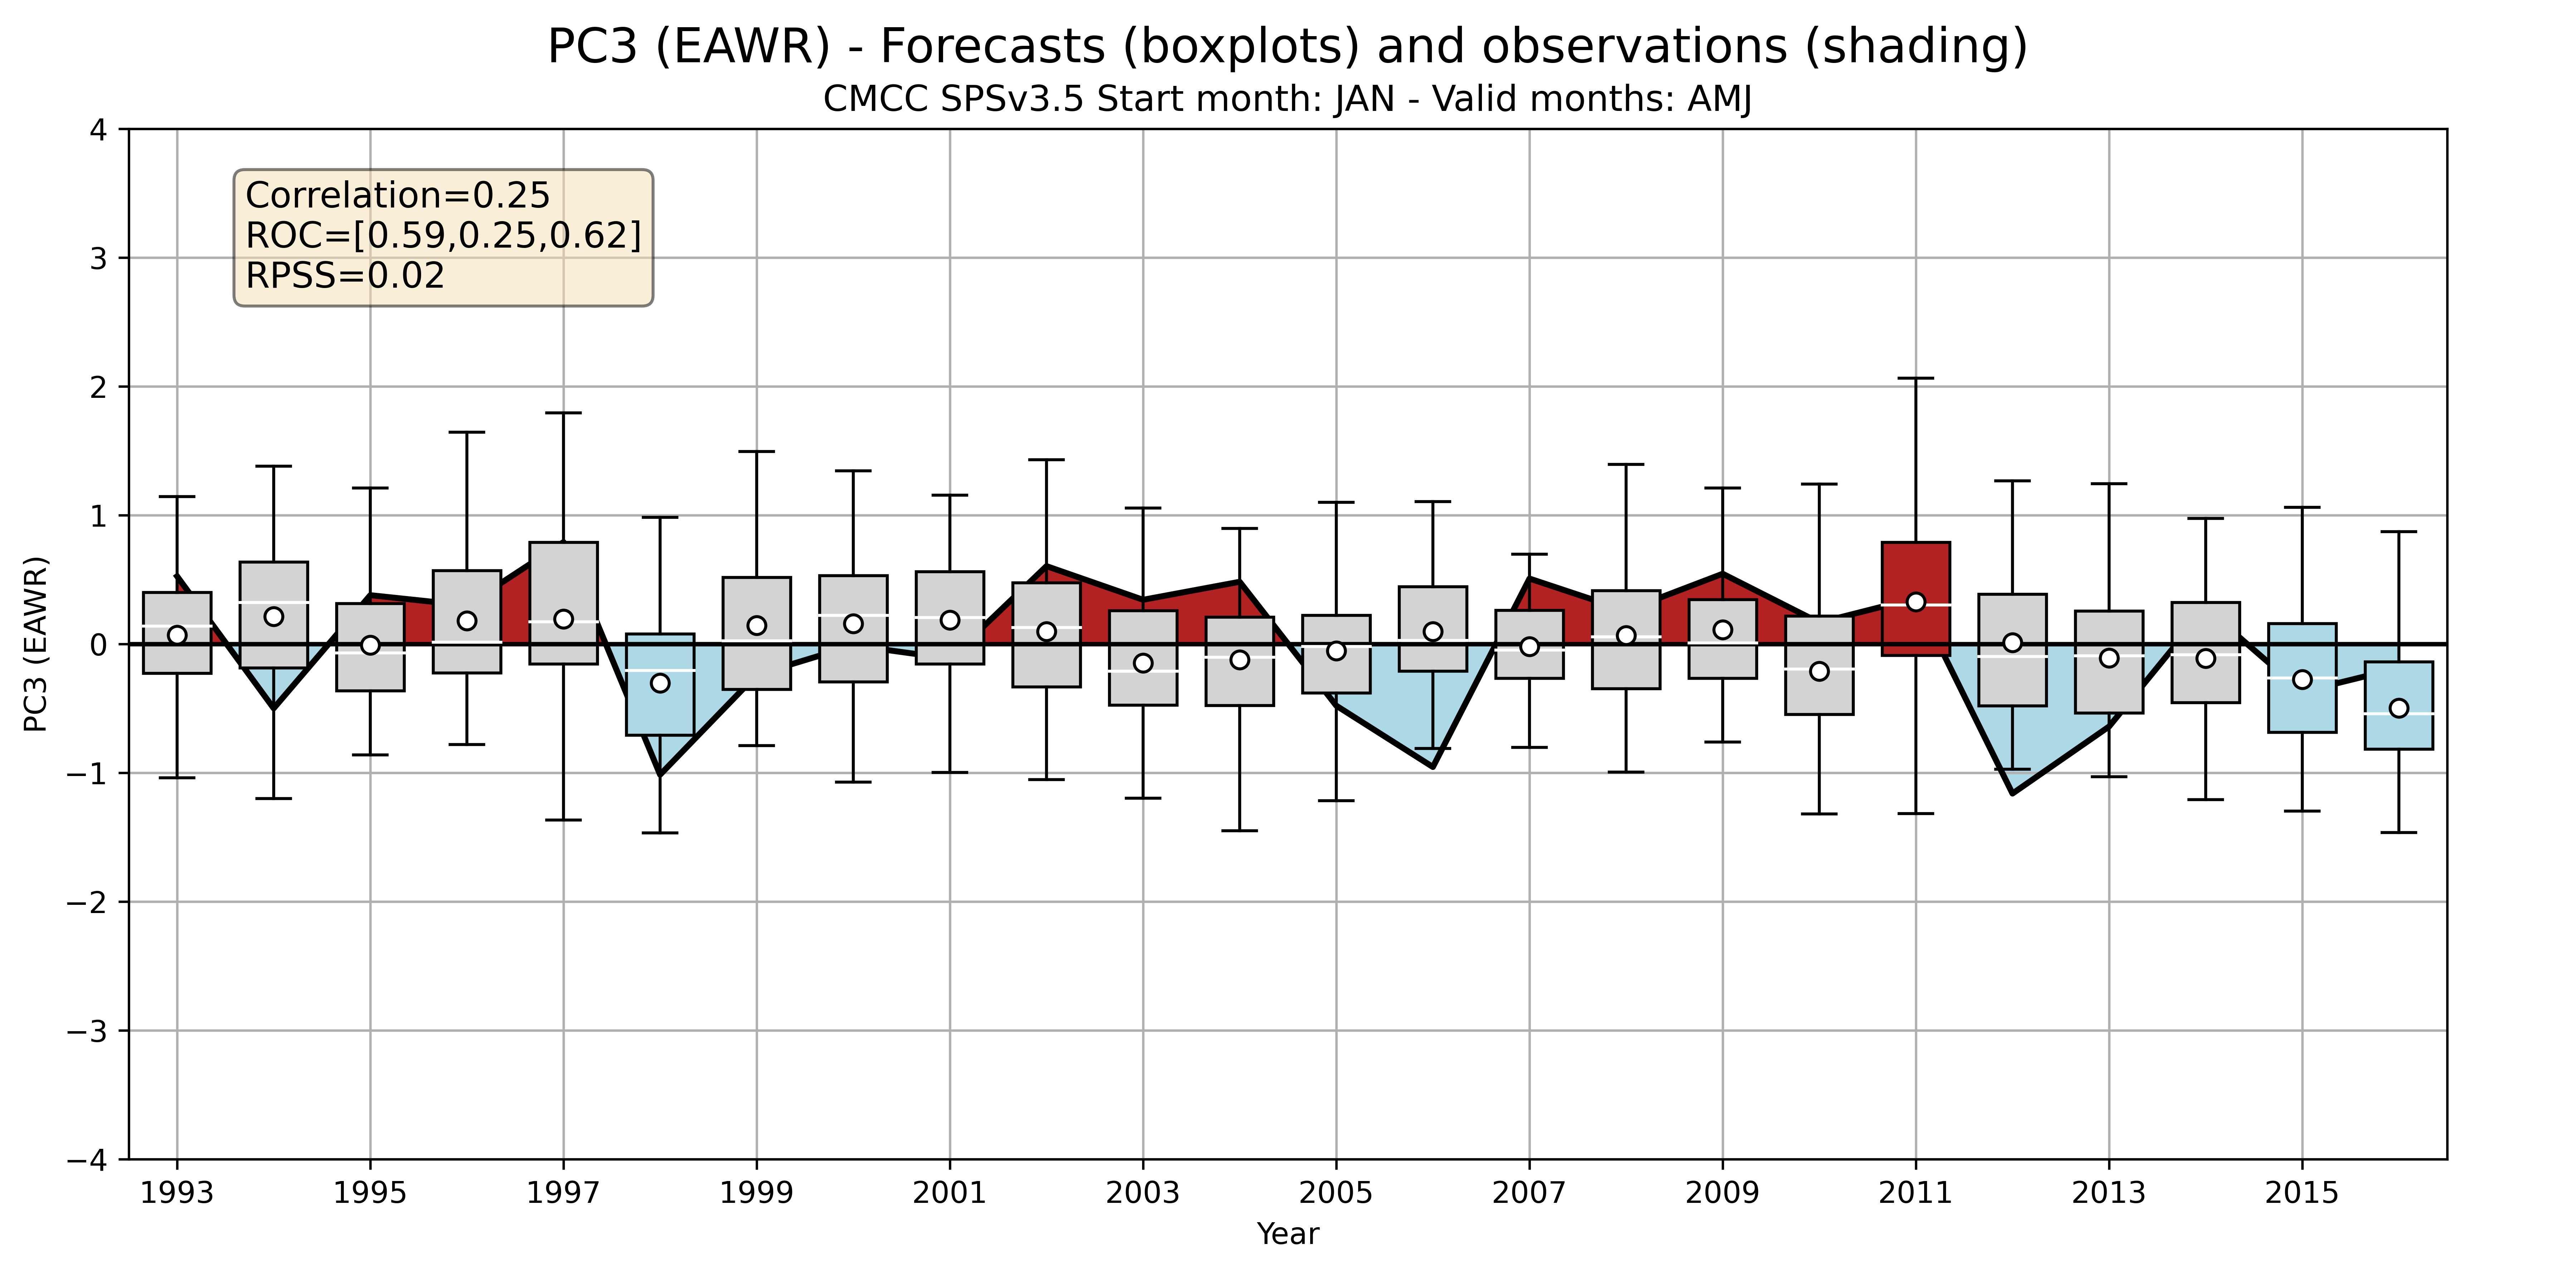 PC3 (EAWR) - Forecasts (boxplots) and observations (shading)
CMCC SPSv3.5 Start month: JAN - Valid months: AMJ
Correlation=0.25
ROC=[0.59,0.25,0.62]
RPSS=0.02
PC3 (EAWR)
4
3
2
1
0
−1
−2
−3
−4
1993 1995 1997 1999 2001 2003 2005 2007 2009 2011 2013 2015
Year